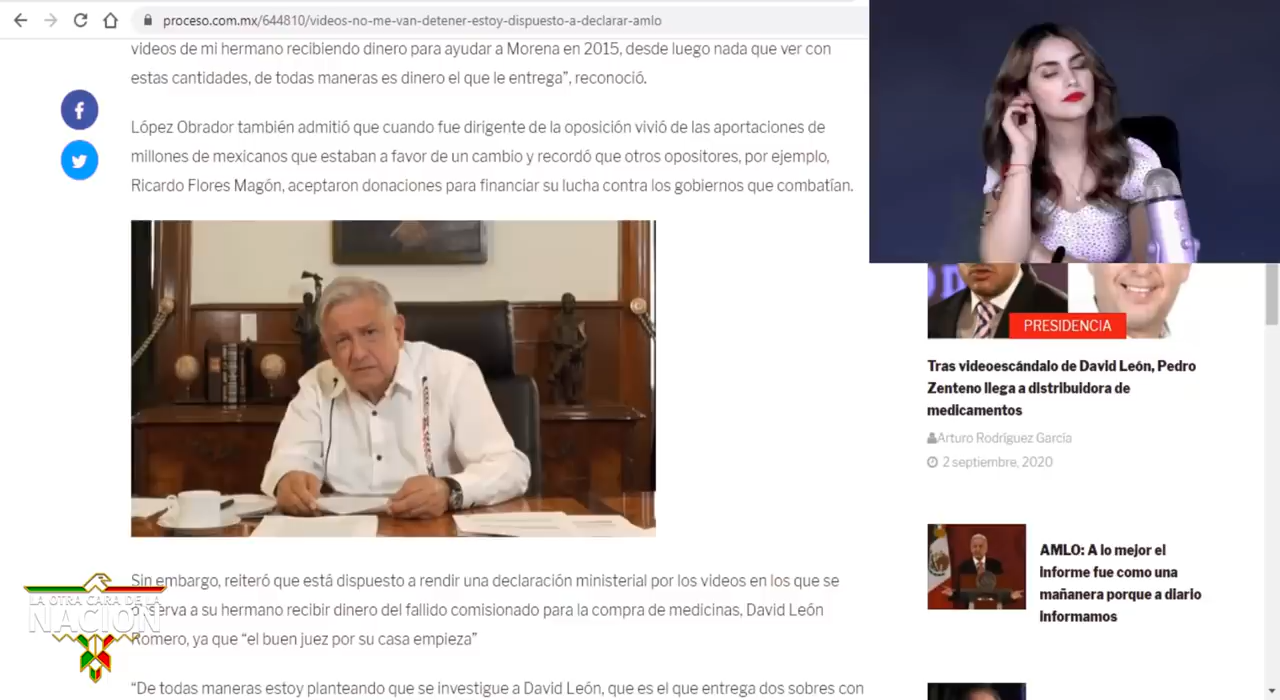 proceso.com.mx/644810/videos-no-me-van-detener-estoy-dispuesto-a-declarar-amlo
videos de mi hermano recibiendo dinero para ayudar a Morena en 2015, desde luego nada que ver con
estas cantidades, de todas maneras es dinero el que le entrega”, reconoció.
López Obrador también admitió que cuando fue dirigente de la oposición vivió de las aportaciones de
millones de mexicanos que estaban a favor de un cambio y recordó que otros opositores, por ejemplo,
Ricardo Flores Magón, aceptaron donaciones para financiar su lucha contra los gobiernos que combatían.
PRESIDENCIA
Tras videoescándalo de David León, Pedro
Zenteno llega a distribuidora de
medicamentos
Arturo Rodríguez García
2 septiembre, 2020
AMLO: A lo mejor el
Informe fue como una
mañanera porque a diario
informamos
Sin embargo, reiteró que está dispuesto a rendir una declaración ministerial por los videos en los que se
observa a su hermano recibir dinero del fallido comisionado para la compra de medicinas, David León
Romero, ya que “el buen juez por su casa empieza”
“De todas maneras estoy planteando que se investigue a David León, que es el que entrega dos sobres con
LA OTRA CARA DE LA
NACIÓN